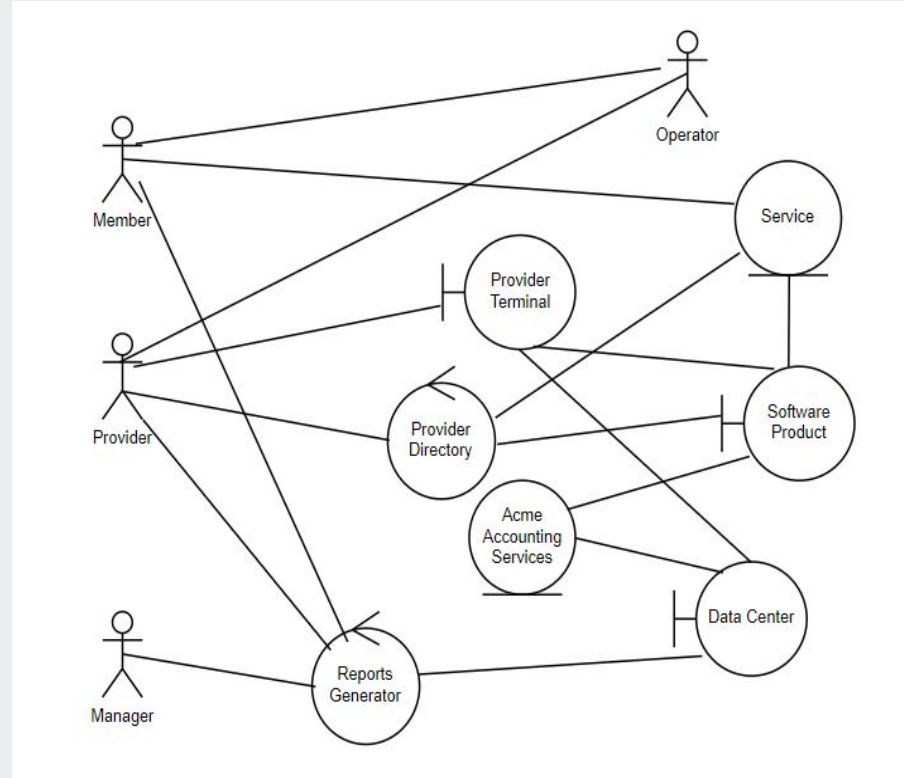 Operator
Member
Service
Provider
Terminal
Provider
Provider
Directory
Software
Product
Acme
Accounting
Services
Data Center
Reports
Generator
Manager